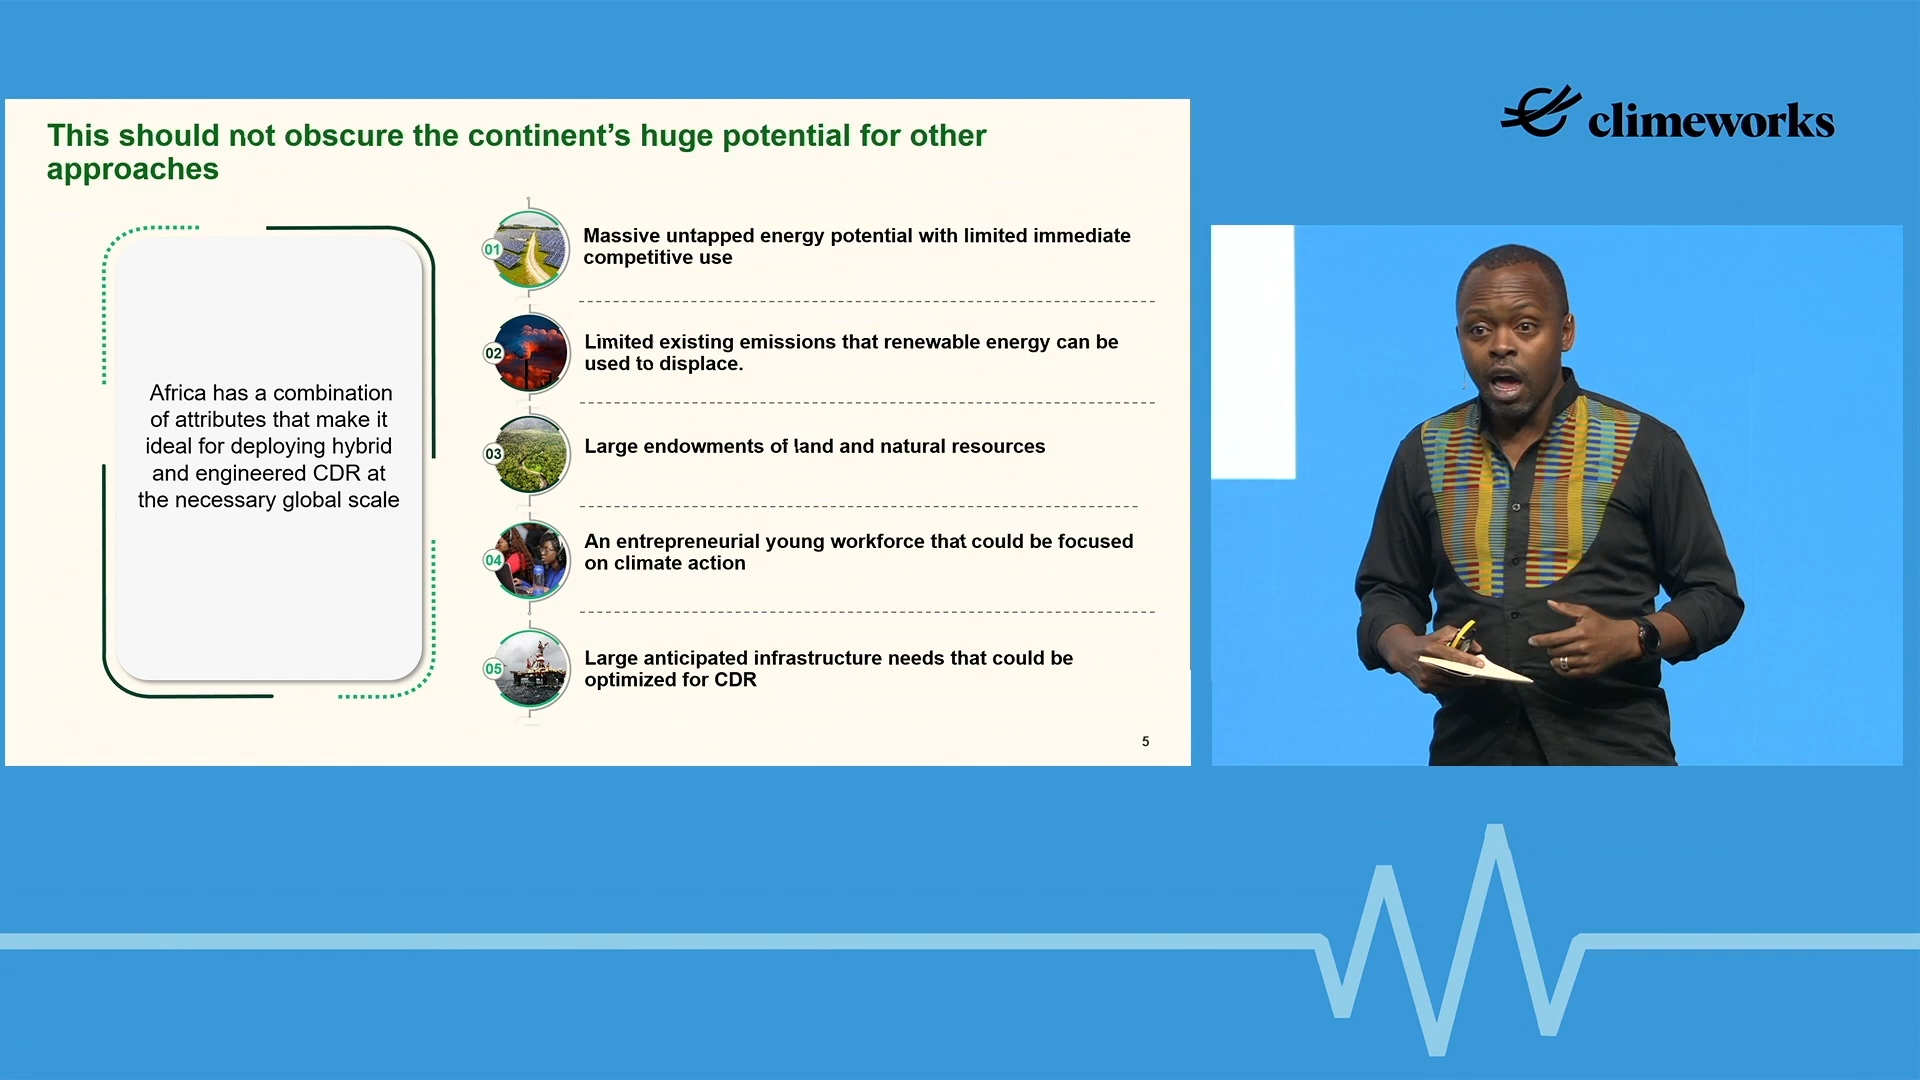 climeworks
This should not obscure the continent’s huge potential for other
approaches
Africa has a combination
of attributes that make it
ideal for deploying hybrid
and engineered CDR at
the necessary global scale
01
Massive untapped energy potential with limited immediate
competitive use
02
Limited existing emissions that renewable energy can be
used to displace.
03
Large endowments of land and natural resources
04
An entrepreneurial young workforce that could be focused
on climate action
05
Large anticipated infrastructure needs that could be
optimized for CDR
5